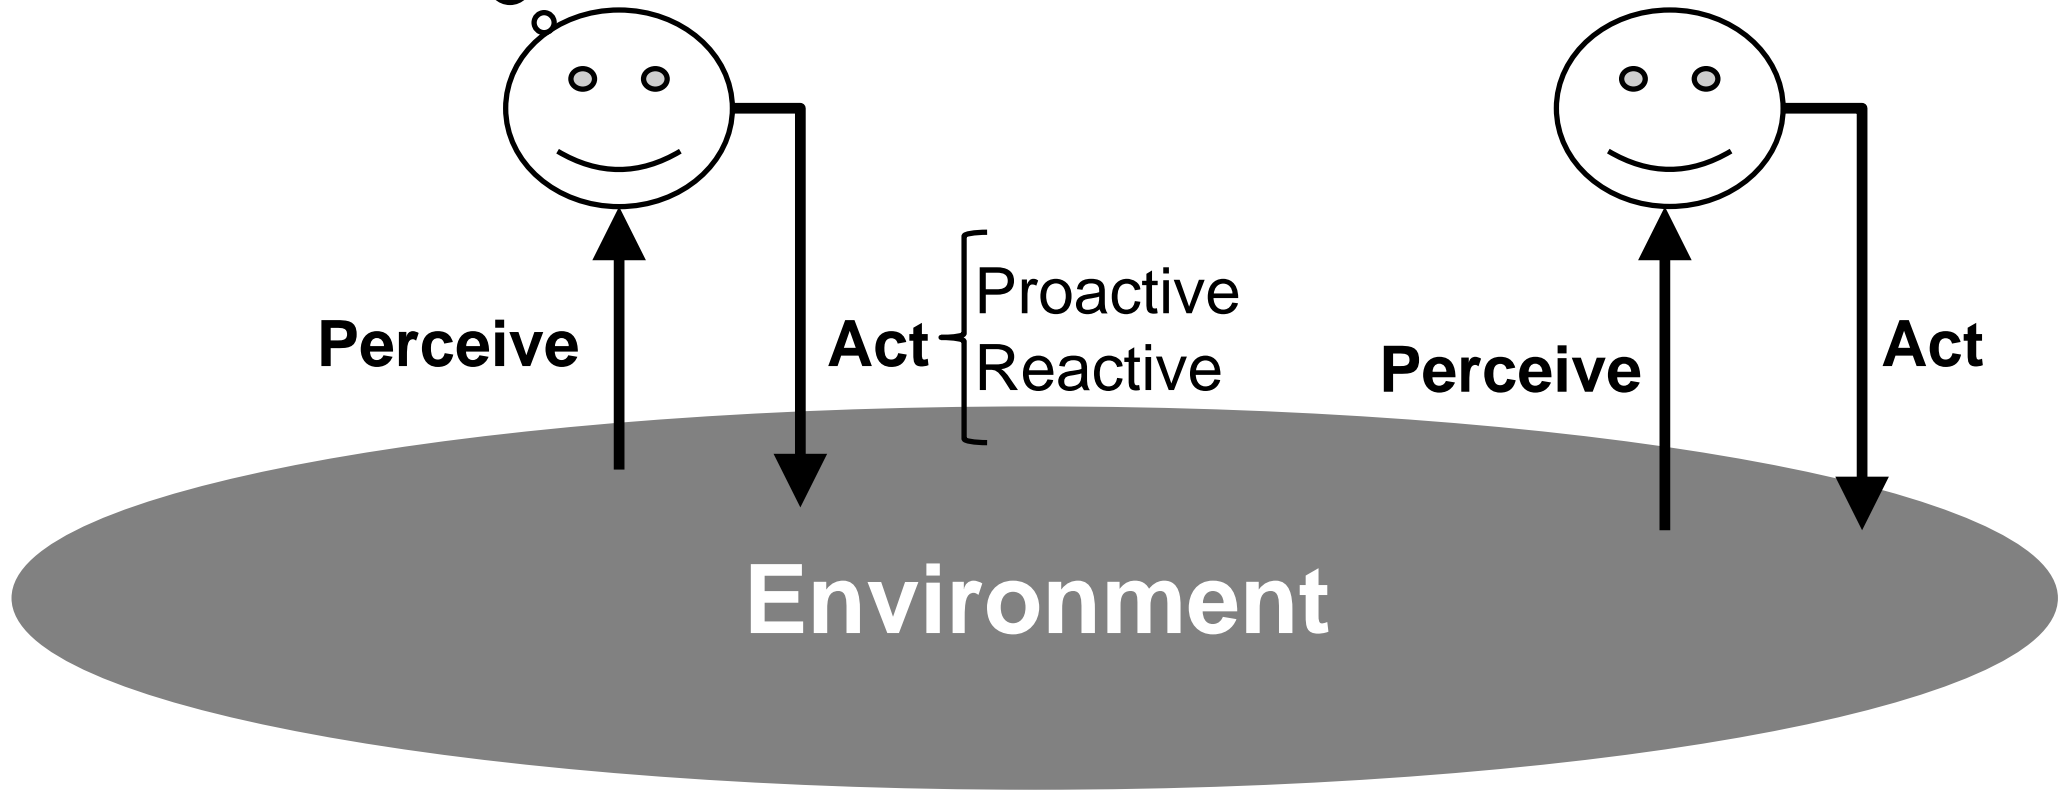 Proactive
Perceive
Act
Reactive
Perceive
Act
Environment